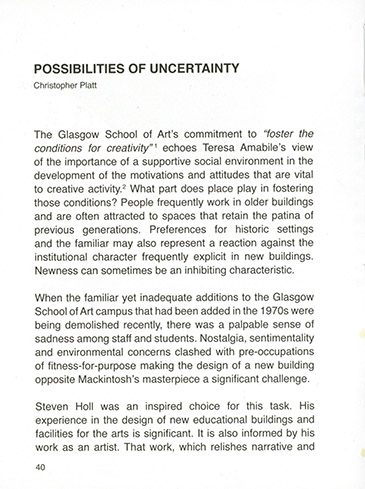 POSSIBILITIES OF UNCERTAINTY
Christopher Platt
The Glasgow School of Art's commitment to "foster the
conditions for creativity"¹ echoes Teresa Amabile's view
of the importance of a supportive social environment in the
development of the motivations and attitudes that are vital
to creative activity.² What part does place play in fostering
those conditions? People frequently work in older buildings
and are often attracted to spaces that retain the patina of
previous generations. Preferences for historic settings
and the familiar may also represent a reaction against the
institutional character frequently explicit in new buildings.
Newness can sometimes be an inhibiting characteristic.
When the familiar yet inadequate additions to the Glasgow
School of Art campus that had been added in the 1970s were
being demolished recently, there was a palpable sense of
sadness among staff and students. Nostalgia, sentimentality
and environmental concerns clashed with pre-occupations
of fitness-for-purpose making the design of a new building
opposite Mackintosh's masterpiece a significant challenge.
Steven Holl was an inspired choice for this task. His
experience in the design of new educational buildings and
facilities for the arts is significant. It is also informed by his
work as an artist. That work, which relishes narrative and
40